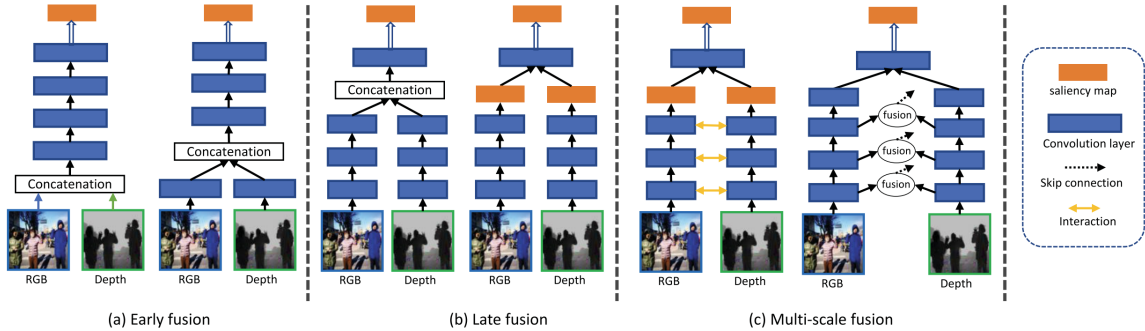 Concatenation
RGB
Depth
Concatenation
RGB
Depth
(a) Early fusion
Concatenation
RGB
Depth
RGB
Depth
(b) Late fusion
RGB
Depth
fusion
fusion
fusion
RGB
Depth
(c) Multi-scale fusion
saliency map
Convolution layer
Skip connection
Interaction